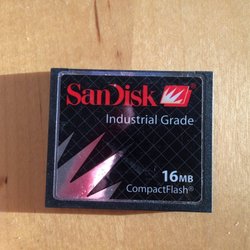 SanDisk
Industrial Grade
16MB
CompactFlash®